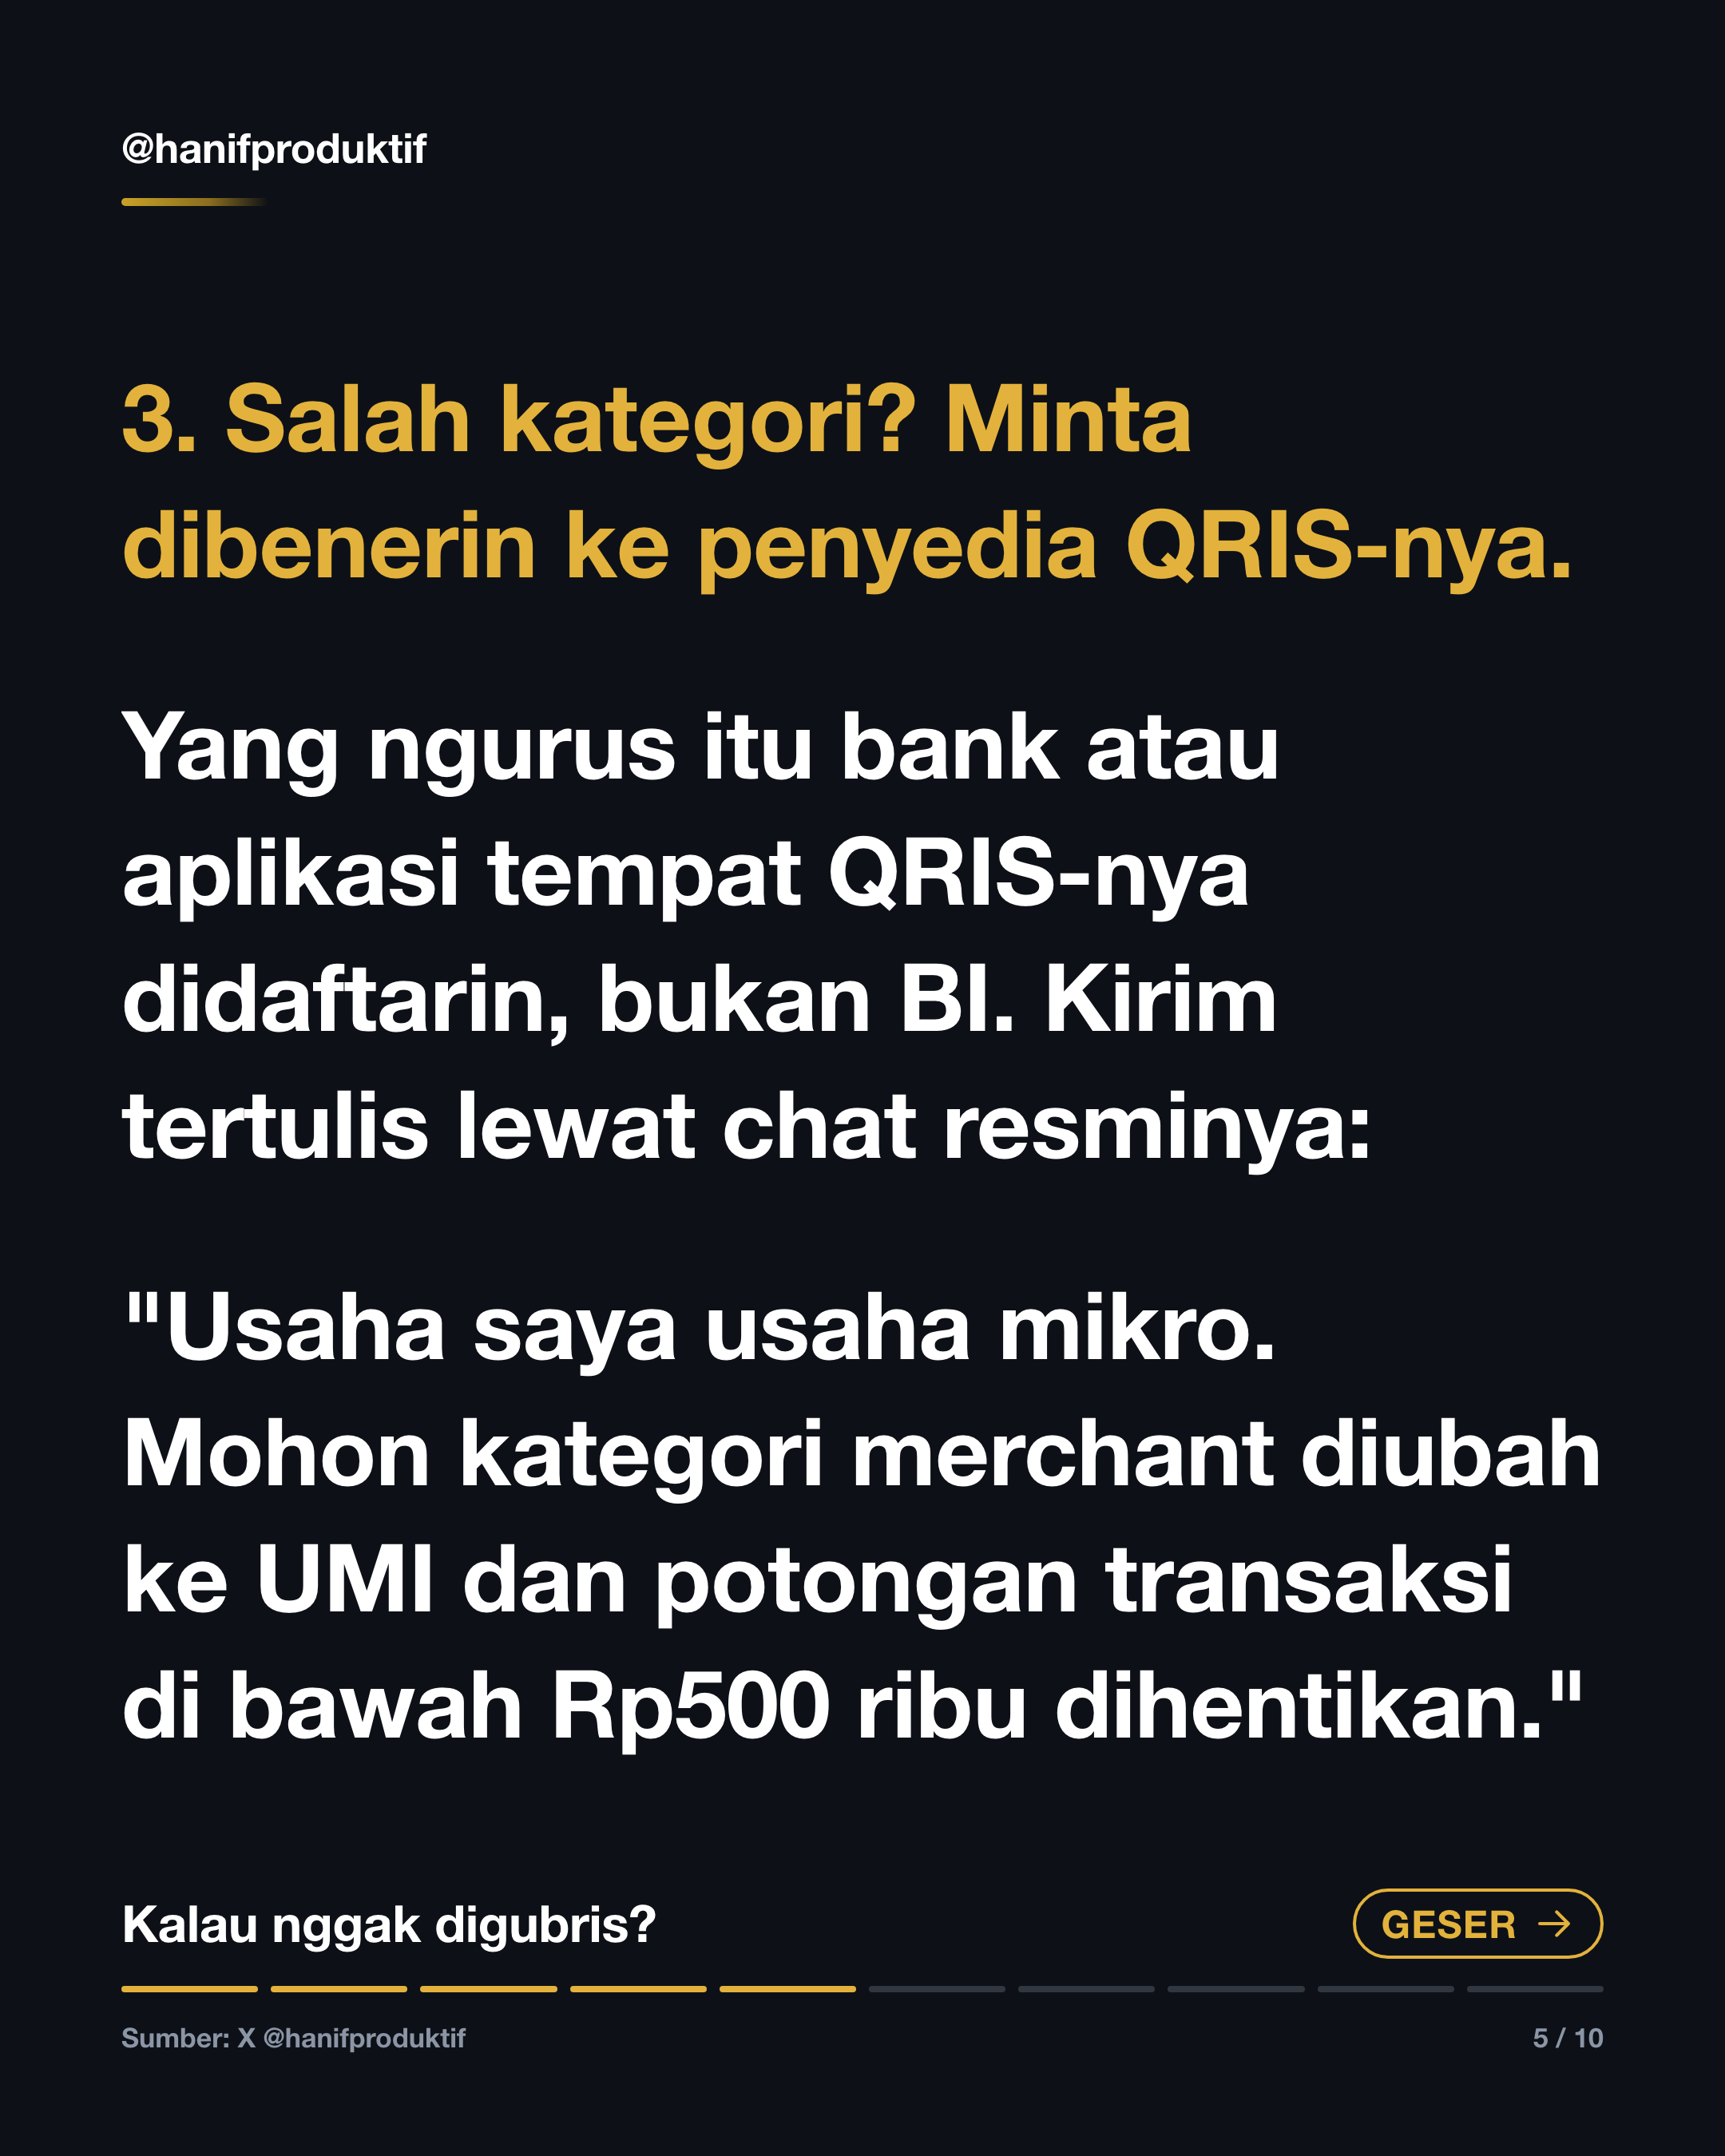 @hanifproduktif
3. Salah kategori? Minta
dibenerin ke penyedia QRIS-nya.
Yang ngurus itu bank atau
aplikasi tempat QRIS-nya
didaftarin, bukan BI. Kirim
tertulis lewat chat resminya:
"Usaha saya usaha mikro.
Mohon kategori merchant diubah
ke UMI dan potongan transaksi
di bawah Rp500 ribu dihentikan."
Kalau nggak digubris?
GESER →
Sumber: X @hanifproduktif
5 / 10